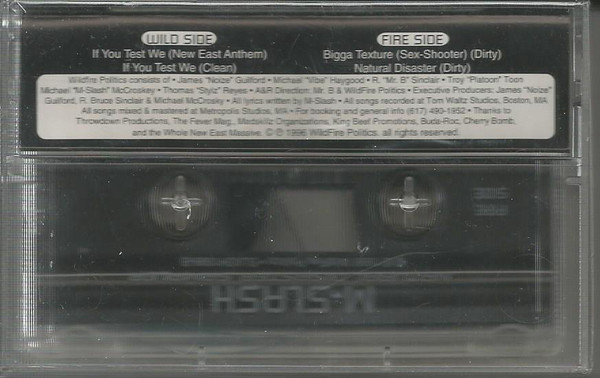 WILD SIDE
If You Test We (New East Anthem)
If You Test We (Clean)
FIRE SIDE
Bigga Texture (Sex-Shooter) (Dirty)
Natural Disaster (Dirty)
Wildfire Politics consists of • James "Noize" Guilford • Michael "Vibe" Haygood • R. "Mr. B" Sinclair • Troy "Platoon" Toon
Michael "M-Slash" McCroskey • Thomas "Stylz" Reyes • A&R Direction: Mr. B & WildFire Politics • Executive Producers: James "Noize"
Guilford, R. Bruce Sinclair & Michael McCrosky • All lyrics written by M-Slash • All songs recorded at Tom Waltz Studios, Boston, MA
All songs mixed & mastered at Metropolis Studios, MA • For booking and general info (617) 490-1952 • Thanks to
Throwdown Productions, The Fever Mag., Madskillz Organizations, King Beef Promotions, Buda-Roc, Cherry Bomb,
and the Whole New East Massive. © ℗ 1996 WildFire Politics. all rights reserved.
FIRE
SIDE
M-SLASH